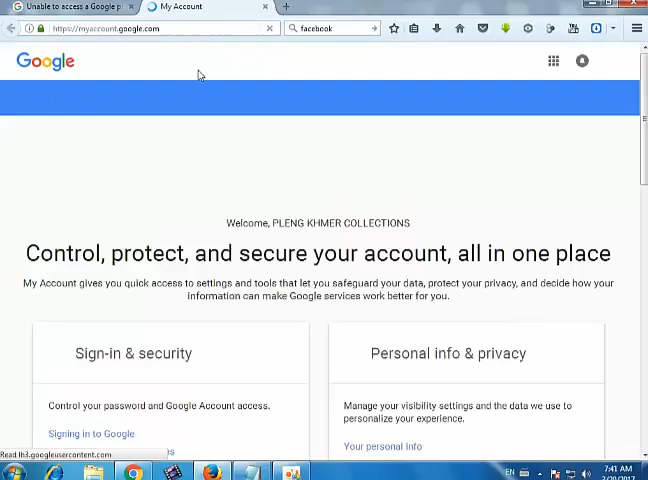 Unable to access a Google p
My Account
https://myaccount.google.com
facebook
Google
Welcome, PLENG KHMER COLLECTIONS
Control, protect, and secure your account, all in one place
My Account gives you quick access to settings and tools that let you safeguard your data, protect your privacy, and decide how your
information can make Google services work better for you.
Sign-in & security
Personal info & privacy
Control your password and Google Account access.
Manage your visibility settings and the data we use to
personalize your experience.
Signing in to Google
Your personal info
Read lh3.googleusercontent.com
EN
7:41 AM
3/20/2017